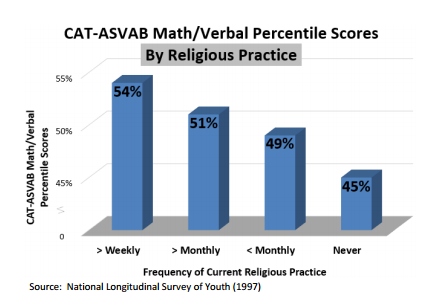 CAT-ASVAB Math/Verbal Percentile Scores
By Religious Practice
CAT-ASVAB Math/Verbal
Percentile Scores
55%
50%
45%
0
54%
51%
49%
45%
> Weekly
> Monthly
< Monthly
Never
Frequency of Current Religious Practice
Source: National Longitudinal Survey of Youth (1997)